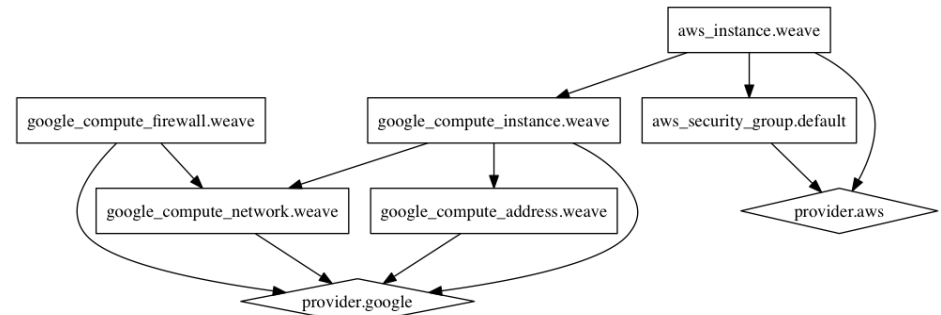 aws_instance.weave
google_compute_firewall.weave
google_compute_instance.weave
aws_security_group.default
google_compute_network.weave
google_compute_address.weave
provider.aws
provider.google